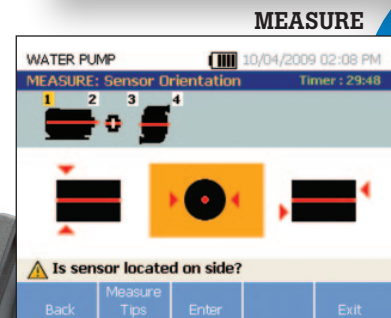 MEASURE
WATER PUMP 10/04/2009 02:08 PM
MEASURE: Sensor Orientation Timer : 29:48
1 2 3 4
Is sensor located on side?
Back Measure Tips Enter Exit